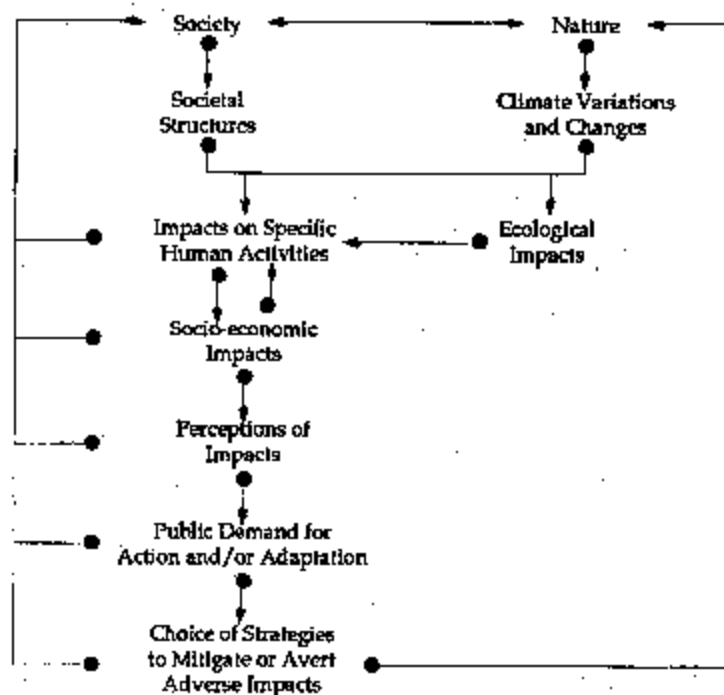 Society
Nature
Societal
Structures
Climate Variations
and Changes
Impacts on Specific
Human Activities
Ecological
Impacts
Socio-economic
Impacts
Perceptions of
Impacts
Public Demand for
Action and/or Adaptation
Choice of Strategies
to Mitigate or Avert
Adverse Impacts